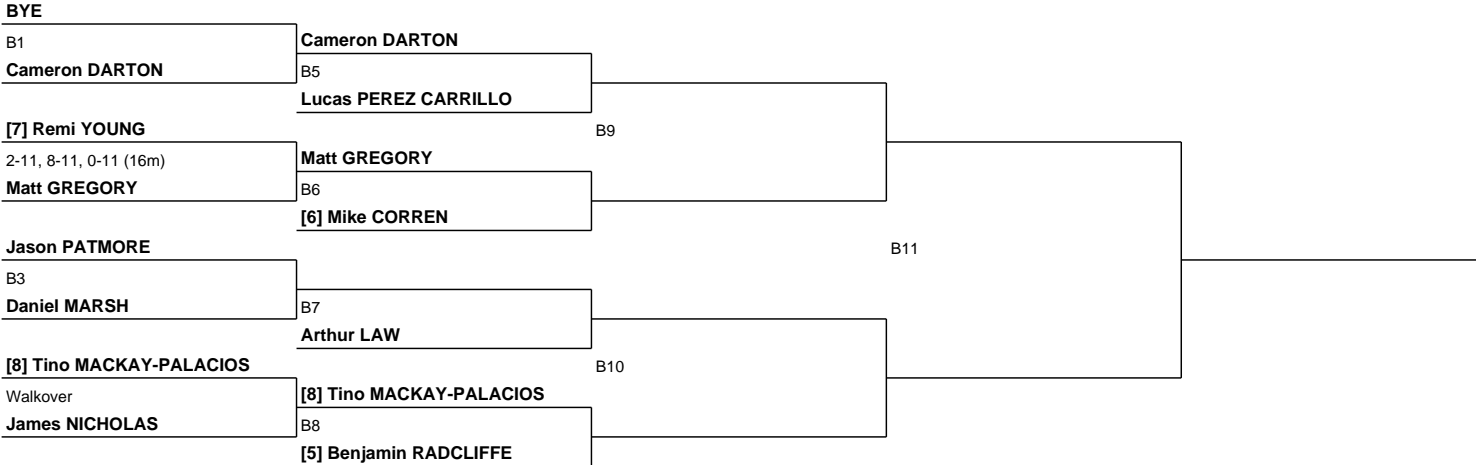 BYE
B1
Cameron DARTON
Cameron DARTON
B5
Lucas PEREZ CARRILLO
[7] Remi YOUNG
B9
2-11, 8-11, 0-11 (16m)
Matt GREGORY
Matt GREGORY
B6
[6] Mike CORREN
Jason PATMORE
B11
B3
Daniel MARSH
B7
Arthur LAW
[8] Tino MACKAY-PALACIOS
B10
Walkover
[8] Tino MACKAY-PALACIOS
James NICHOLAS
B8
[5] Benjamin RADCLIFFE